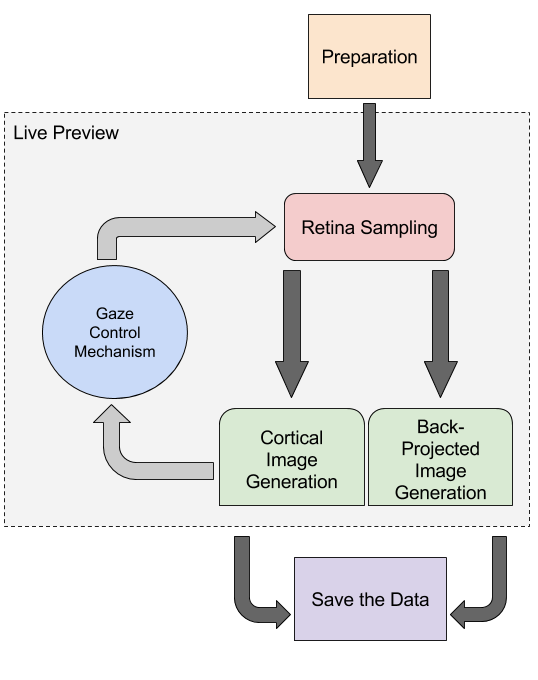 Preparation
Live Preview
Retina Sampling
Gaze
Control
Mechanism
Cortical
Image
Generation
Back-
Projected
Image
Generation
Save the Data